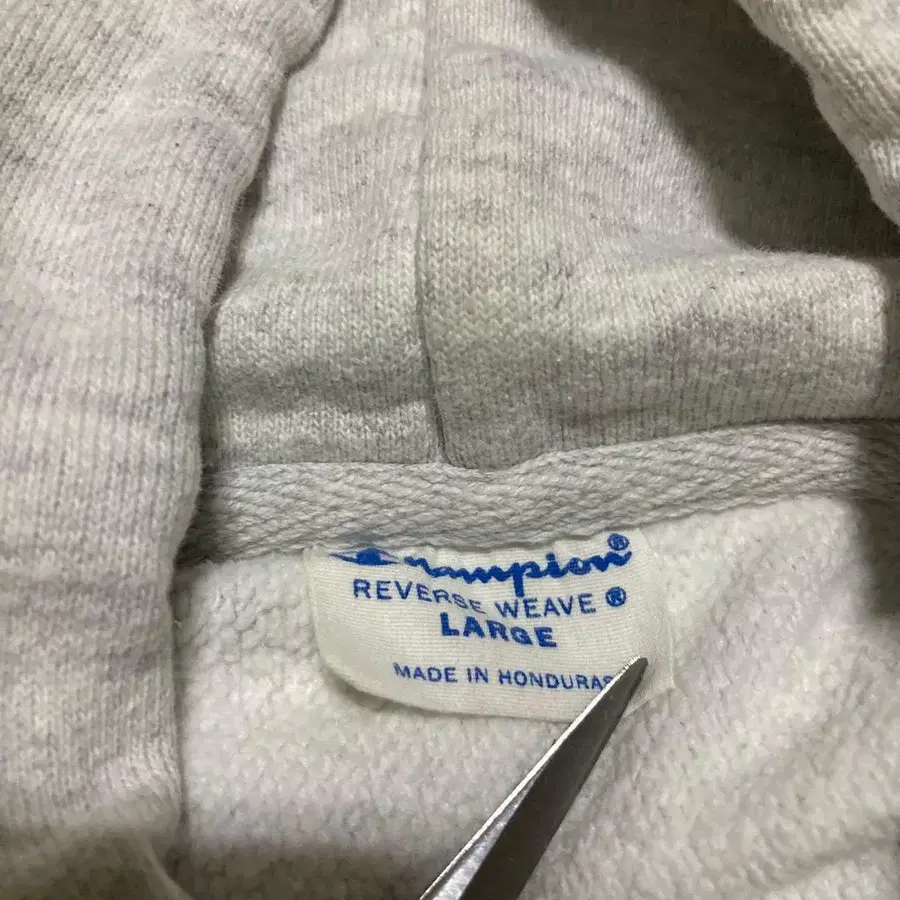 Champion®
REVERSE WEAVE ®
LARGE
MADE IN HONDURAS